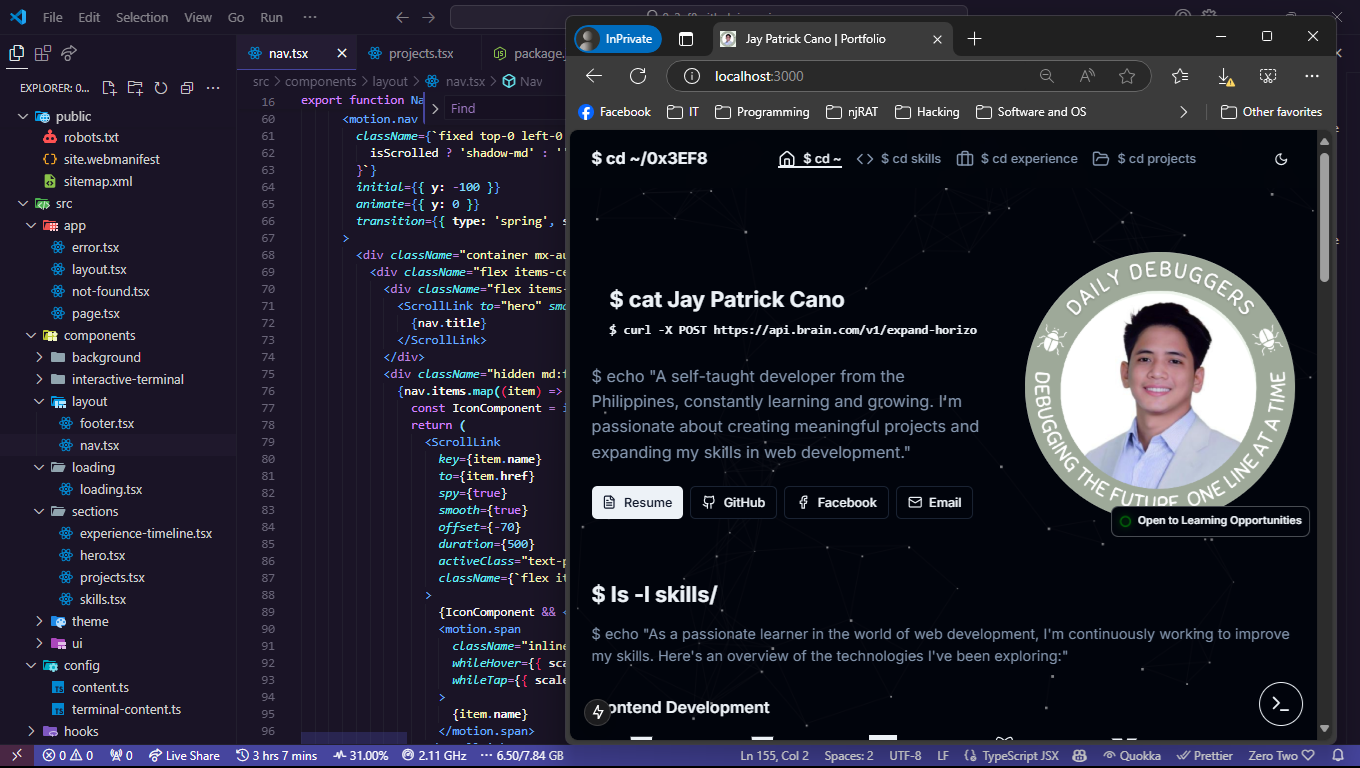 File Edit Selection View Go Run ···
nav.tsx projects.tsx package.
EXPLORER: 0...
public
robots.txt
site.webmanifest
sitemap.xml
src
app
error.tsx
layout.tsx
not-found.tsx
page.tsx
components
background
interactive-terminal
layout
footer.tsx
nav.tsx
loading
loading.tsx
sections
experience-timeline.tsx
hero.tsx
projects.tsx
skills.tsx
theme
ui
config
content.ts
terminal-content.ts
hooks
src > components > layout > nav.tsx > Nav
Find
16 export function Na
60 <motion.nav
61 className={`fixed top-0 left-0
62 isScrolled ? 'shadow-md' : '
63 }`}
64 initial={{ y: -100 }}
65 animate={{ y: 0 }}
66 transition={{ type: 'spring', s
67 >
68 <div className="container mx-au
69 <div className="flex items-ce
70 <div className="flex items-
71 <ScrollLink to="hero" smo
72 {nav.title}
73 </ScrollLink>
74 </div>
75 <div className="hidden md:f
76 {nav.items.map((item) =>
77 const IconComponent = i
78 return (
79 <ScrollLink
80 key={item.name}
81 to={item.href}
82 spy={true}
83 smooth={true}
84 offset={-70}
85 duration={500}
86 activeClass="text-p
87 className={`flex it
88 >
89 {IconComponent && <
90 <motion.span
91 className="inline
92 whileHover={{ scal
93 whileTap={{ scale
94 >
95 {item.name}
96 </motion.span>
InPrivate Jay Patrick Cano | Portfolio
localhost:3000
Facebook IT Programming njRAT Hacking Software and OS Other favorites
$ cd ~/0x3EF8 $ cd ~ $ cd skills $ cd experience $ cd projects
$ cat Jay Patrick Cano
$ curl -X POST https://api.brain.com/v1/expand-horizo
$ echo "A self-taught developer from the
Philippines, constantly learning and growing. I'm
passionate about creating meaningful projects and
expanding my skills in web development."
Resume GitHub Facebook Email
DAILY DEBUGGERS
DEBUGGING THE FUTURE, ONE LINE AT A TIME
Open to Learning Opportunities
$ ls -l skills/
$ echo "As a passionate learner in the world of web development, I'm continuously working to improve
my skills. Here's an overview of the technologies I've been exploring:"
ontend Development
0 0 0 Live Share 3 hrs 7 mins 31.00% 2.11 GHz 6.50/7.84 GB Ln 155, Col 2 Spaces: 2 UTF-8 LF TypeScript JSX Quokka Prettier Zero Two